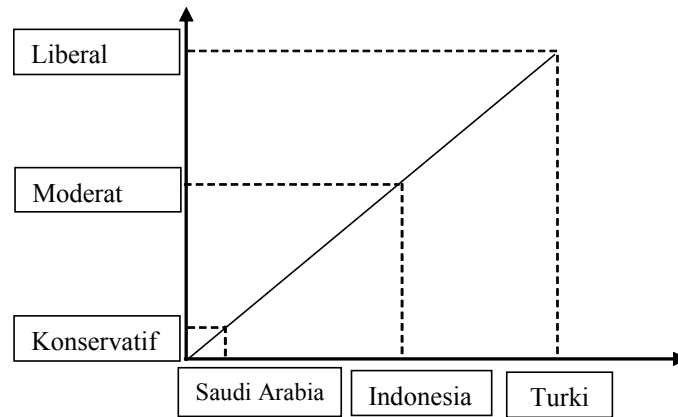 Liberal
Moderat
Konservatif
Saudi Arabia
Indonesia
Turki